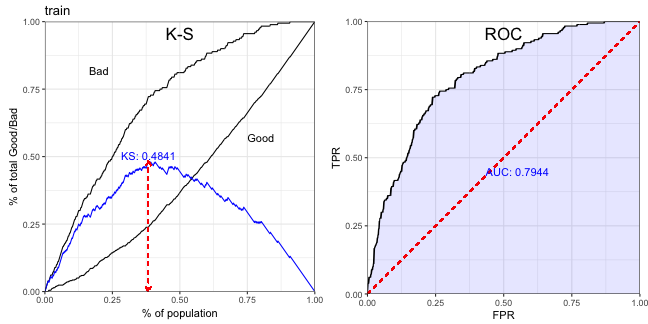 train
K-S
Bad
Good
KS: 0.4841
1.00
0.75
0.50
0.25
0.00
0.00 0.25 0.50 0.75 1.00
% of population
% of total Good/Bad
ROC
AUC: 0.7944
1.00
0.75
0.50
0.25
0.00
0.00 0.25 0.50 0.75 1.00
FPR
TPR